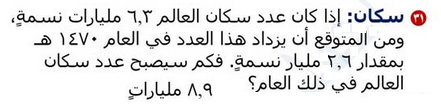 ٣١ سكان: إذا كان عدد سكان العالم ٦,٣ مليارات نسمةٍ،
ومن المتوقع أن يزداد هذا العدد في العام ١٤٧٠ هـ
بمقدار ٢,٦ مليار نسمةٍ. فكم سيصبح عدد سكان
العالم في ذلك العام؟ ٨,٩ ملياراتٍ